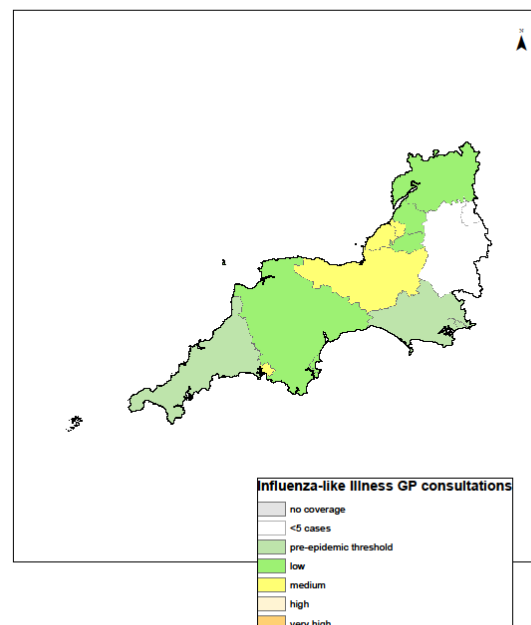 N
Influenza-like Illness GP consultations
no coverage
<5 cases
pre-epidemic threshold
low
medium
high
very high